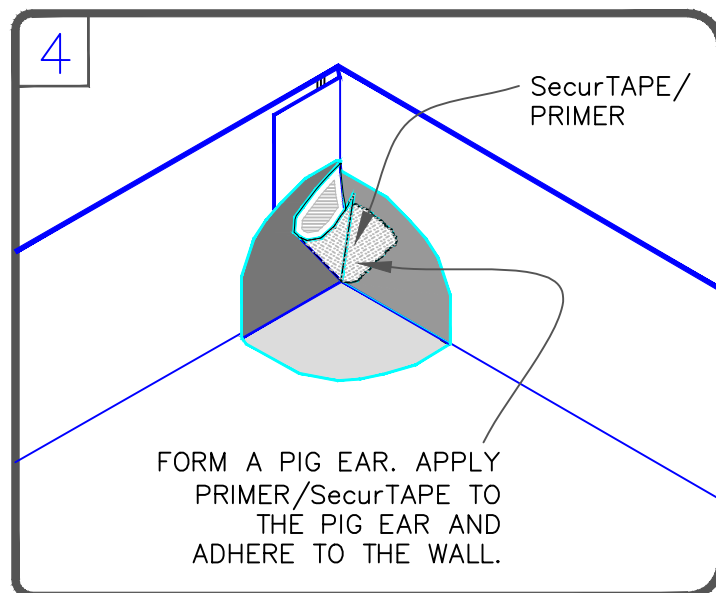 4
SecurTAPE/
PRIMER
FORM A PIG EAR. APPLY
PRIMER/SecurTAPE TO
THE PIG EAR AND
ADHERE TO THE WALL.